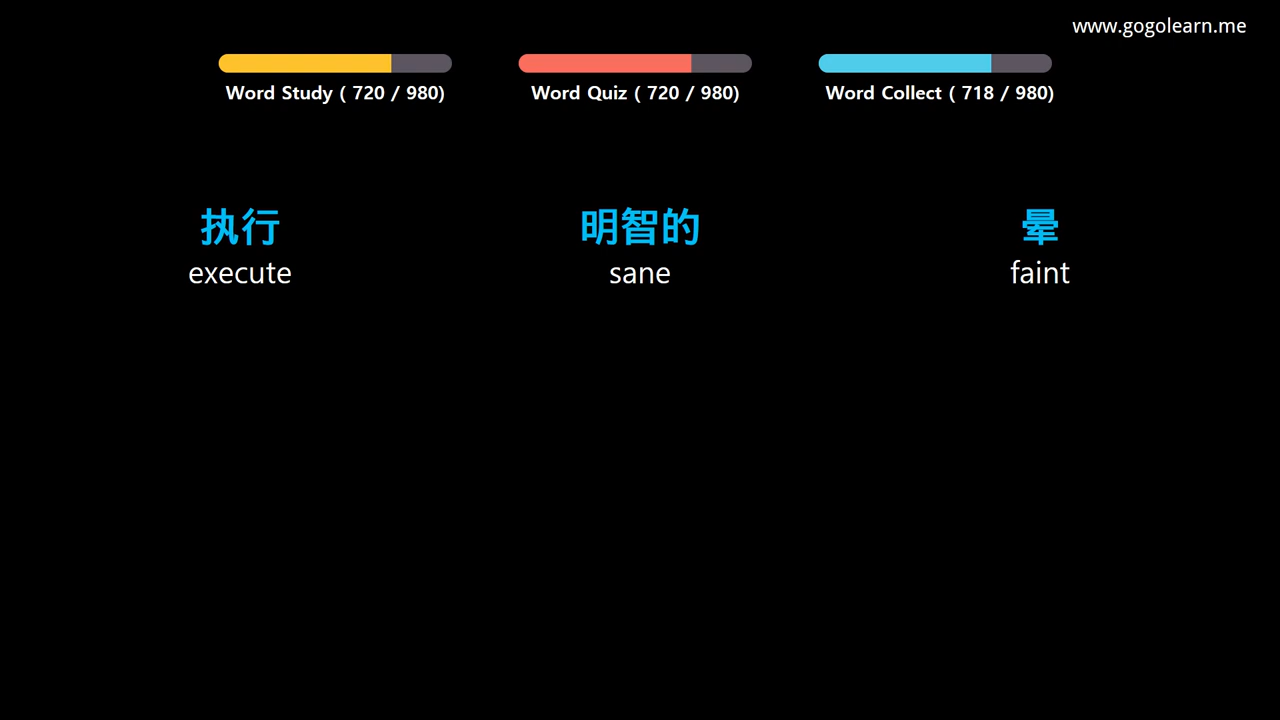 www.gogolearn.me
Word Study ( 720 / 980)
Word Quiz ( 720 / 980)
Word Collect ( 718 / 980)
执行
execute
明智的
sane
晕
faint